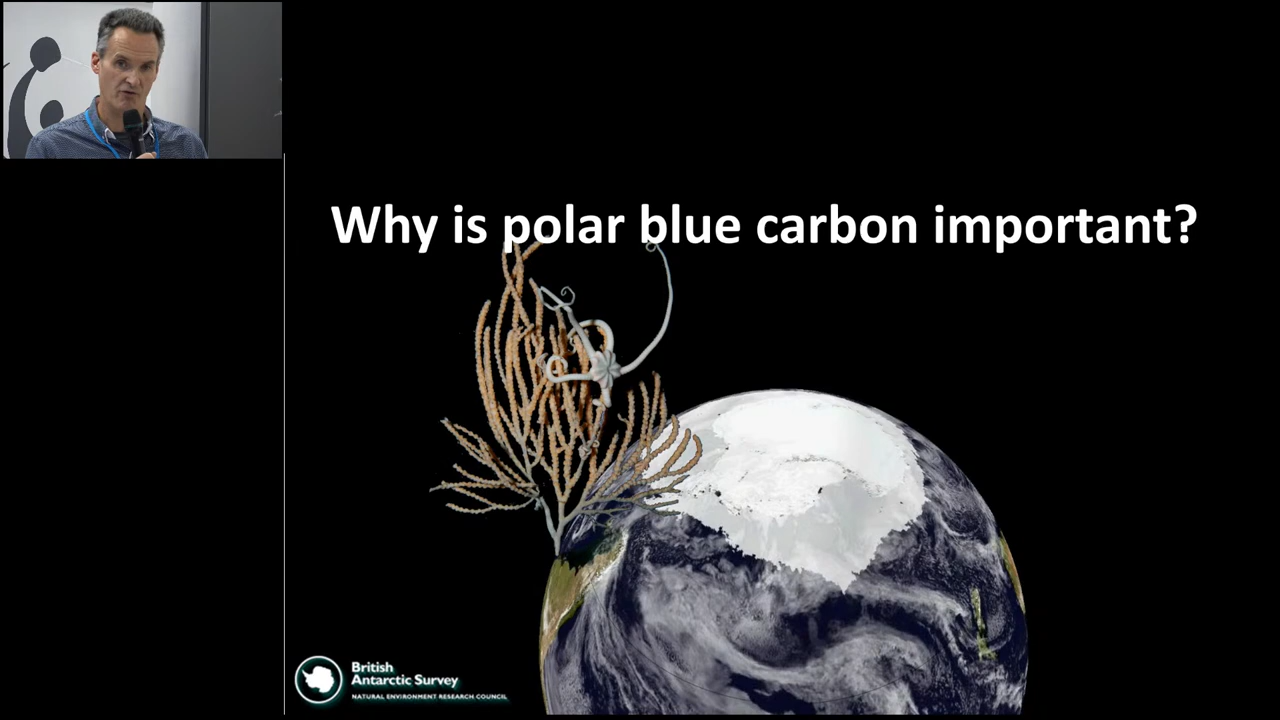 Why is polar blue carbon important?
British
Antarctic Survey
NATURAL ENVIRONMENT RESEARCH COUNCIL